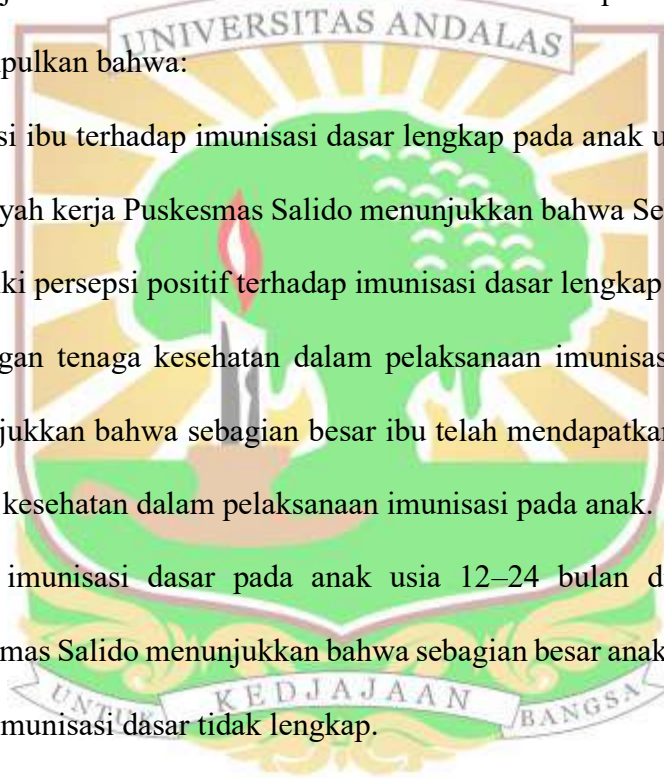 UNIVERSITAS ANDALAS
pulkan bahwa:
si ibu terhadap imunisasi dasar lengkap pada anak u
yah kerja Puskesmas Salido menunjukkan bahwa Se
ki persepsi positif terhadap imunisasi dasar lengkap
gan tenaga kesehatan dalam pelaksanaan imunisas
jukkan bahwa sebagian besar ibu telah mendapatkan
kesehatan dalam pelaksanaan imunisasi pada anak.
imunisasi dasar pada anak usia 12–24 bulan d
mas Salido menunjukkan bahwa sebagian besar anak
munisasi dasar tidak lengkap.
UNTUK KEDJAJAAN BANGSA